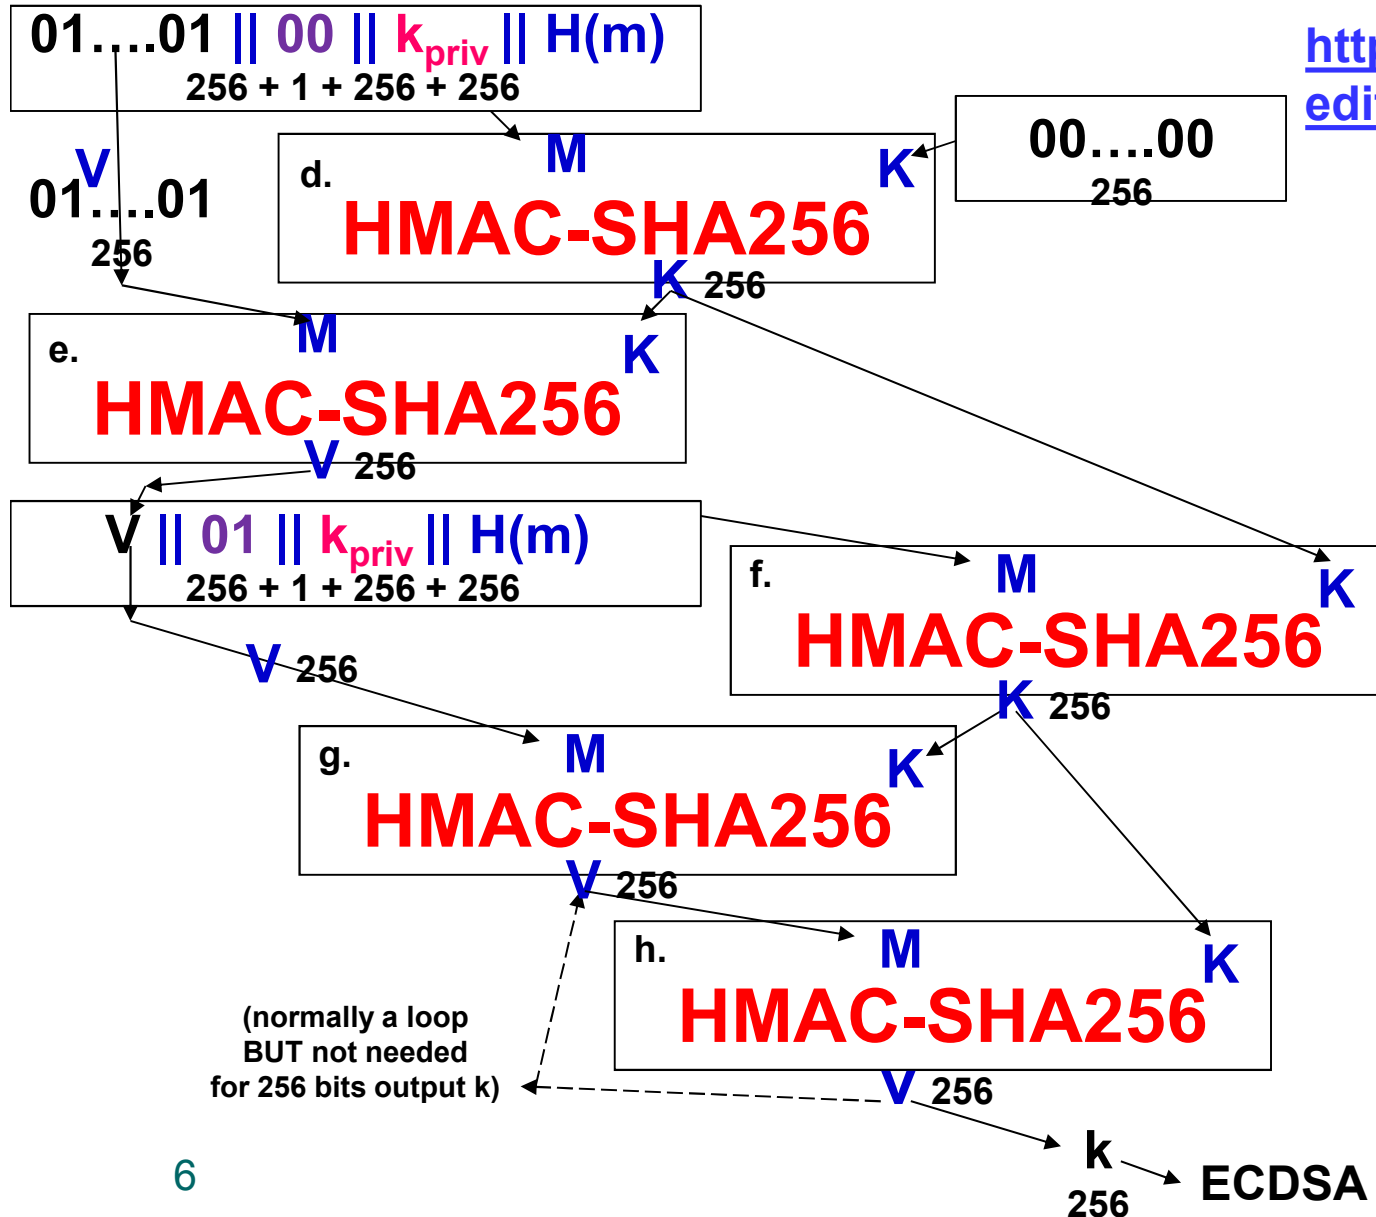 01….01 || 00 || kpriv || H(m)
256 + 1 + 256 + 256
http
edit
00….00
256
V
01….01
256
d.
M
K
HMAC-SHA256
K 256
e.
M
K
HMAC-SHA256
V 256
V || 01 || kpriv || H(m)
256 + 1 + 256 + 256
f.
M
K
HMAC-SHA256
K 256
V 256
g.
M
K
HMAC-SHA256
V 256
h.
M
K
HMAC-SHA256
V 256
(normally a loop
BUT not needed
for 256 bits output k)
k
256
ECDSA
6